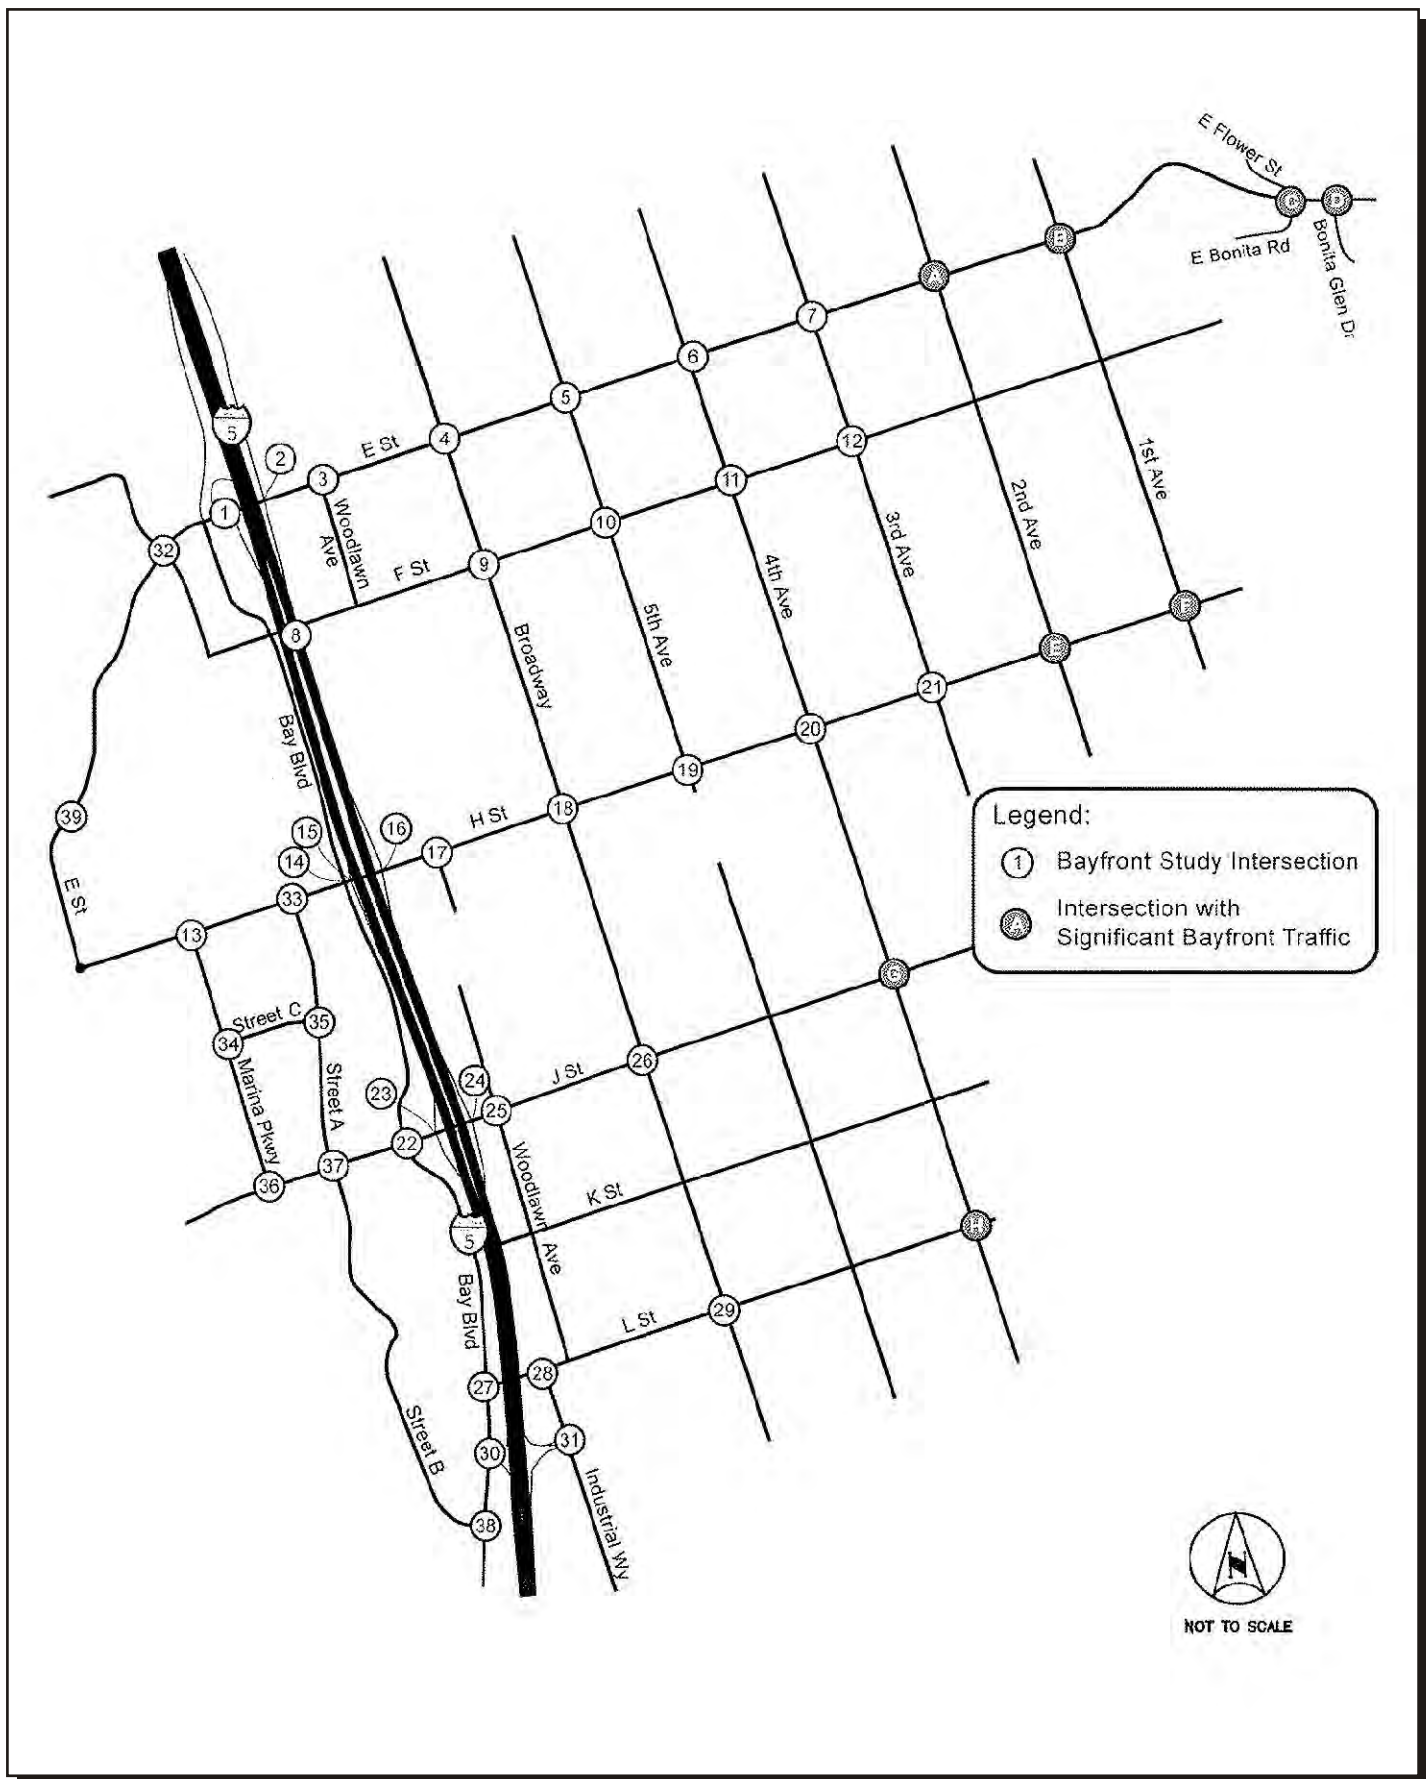 E Flower St
E Bonita Rd
Bonita Glen Dr
A
7
6
5
5
4
E St
2
3
1
Woodlawn
Ave
12
11
1st Ave
2nd Ave
3rd Ave
10
32
9
F St
4th Ave
8
5th Ave
Broadway
E
F
21
20
Bay Blvd
19
18
39
H St
15
16
14
17
Legend:
1 Bayfront Study Intersection
A Intersection with
Significant Bayfront Traffic
E St
33
13
Street C
35
34
26
J St
24
23
25
Marina Pkwy
Street A
22
37
36
Woodlawn Ave
K St
5
H
Bay Blvd
L St
29
28
27
Street B
30
31
Industrial Wy
38
N
NOT TO SCALE